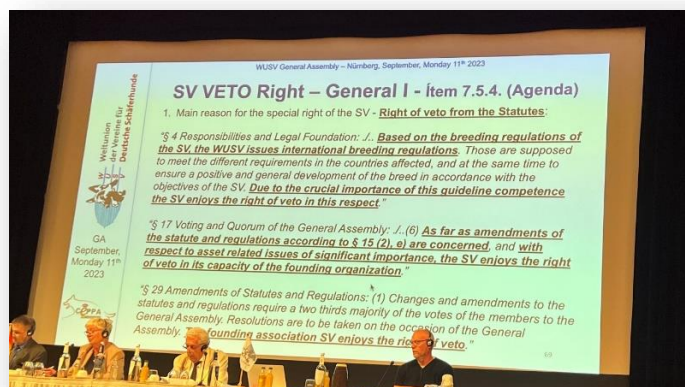 WUSV General Assembly – Nürnberg, September, Monday 11th 2023
SV VETO Right – General I - Ítem 7.5.4. (Agenda)
1. Main reason for the special right of the SV - Right of veto from the Statutes:
"§ 4 Responsibilities and Legal Foundation: ./.. Based on the breeding regulations of
the SV, the WUSV issues international breeding regulations. Those are supposed
to meet the different requirements in the countries affected, and at the same time to
ensure a positive and general development of the breed in accordance with the
objectives of the SV. Due to the crucial importance of this guideline competence
the SV enjoys the right of veto in this respect."
"§ 17 Voting and Quorum of the General Assembly: ./..(6) As far as amendments of
the statute and regulations according to § 15 (2), e) are concerned, and with
respect to asset related issues of significant importance, the SV enjoys the right
of veto in its capacity of the founding organization."
"§ 29 Amendments of Statutes and Regulations: (1) Changes and amendments to the
statutes and regulations require a two thirds majority of the votes of the members to the
General Assembly. Resolutions are to be taken on the occasion of the General
Assembly. founding association SV enjoys the right of veto."
69
Weltunion
der Vereine für
Deutsche Schäferhunde
GA
September,
Monday 11th
2023